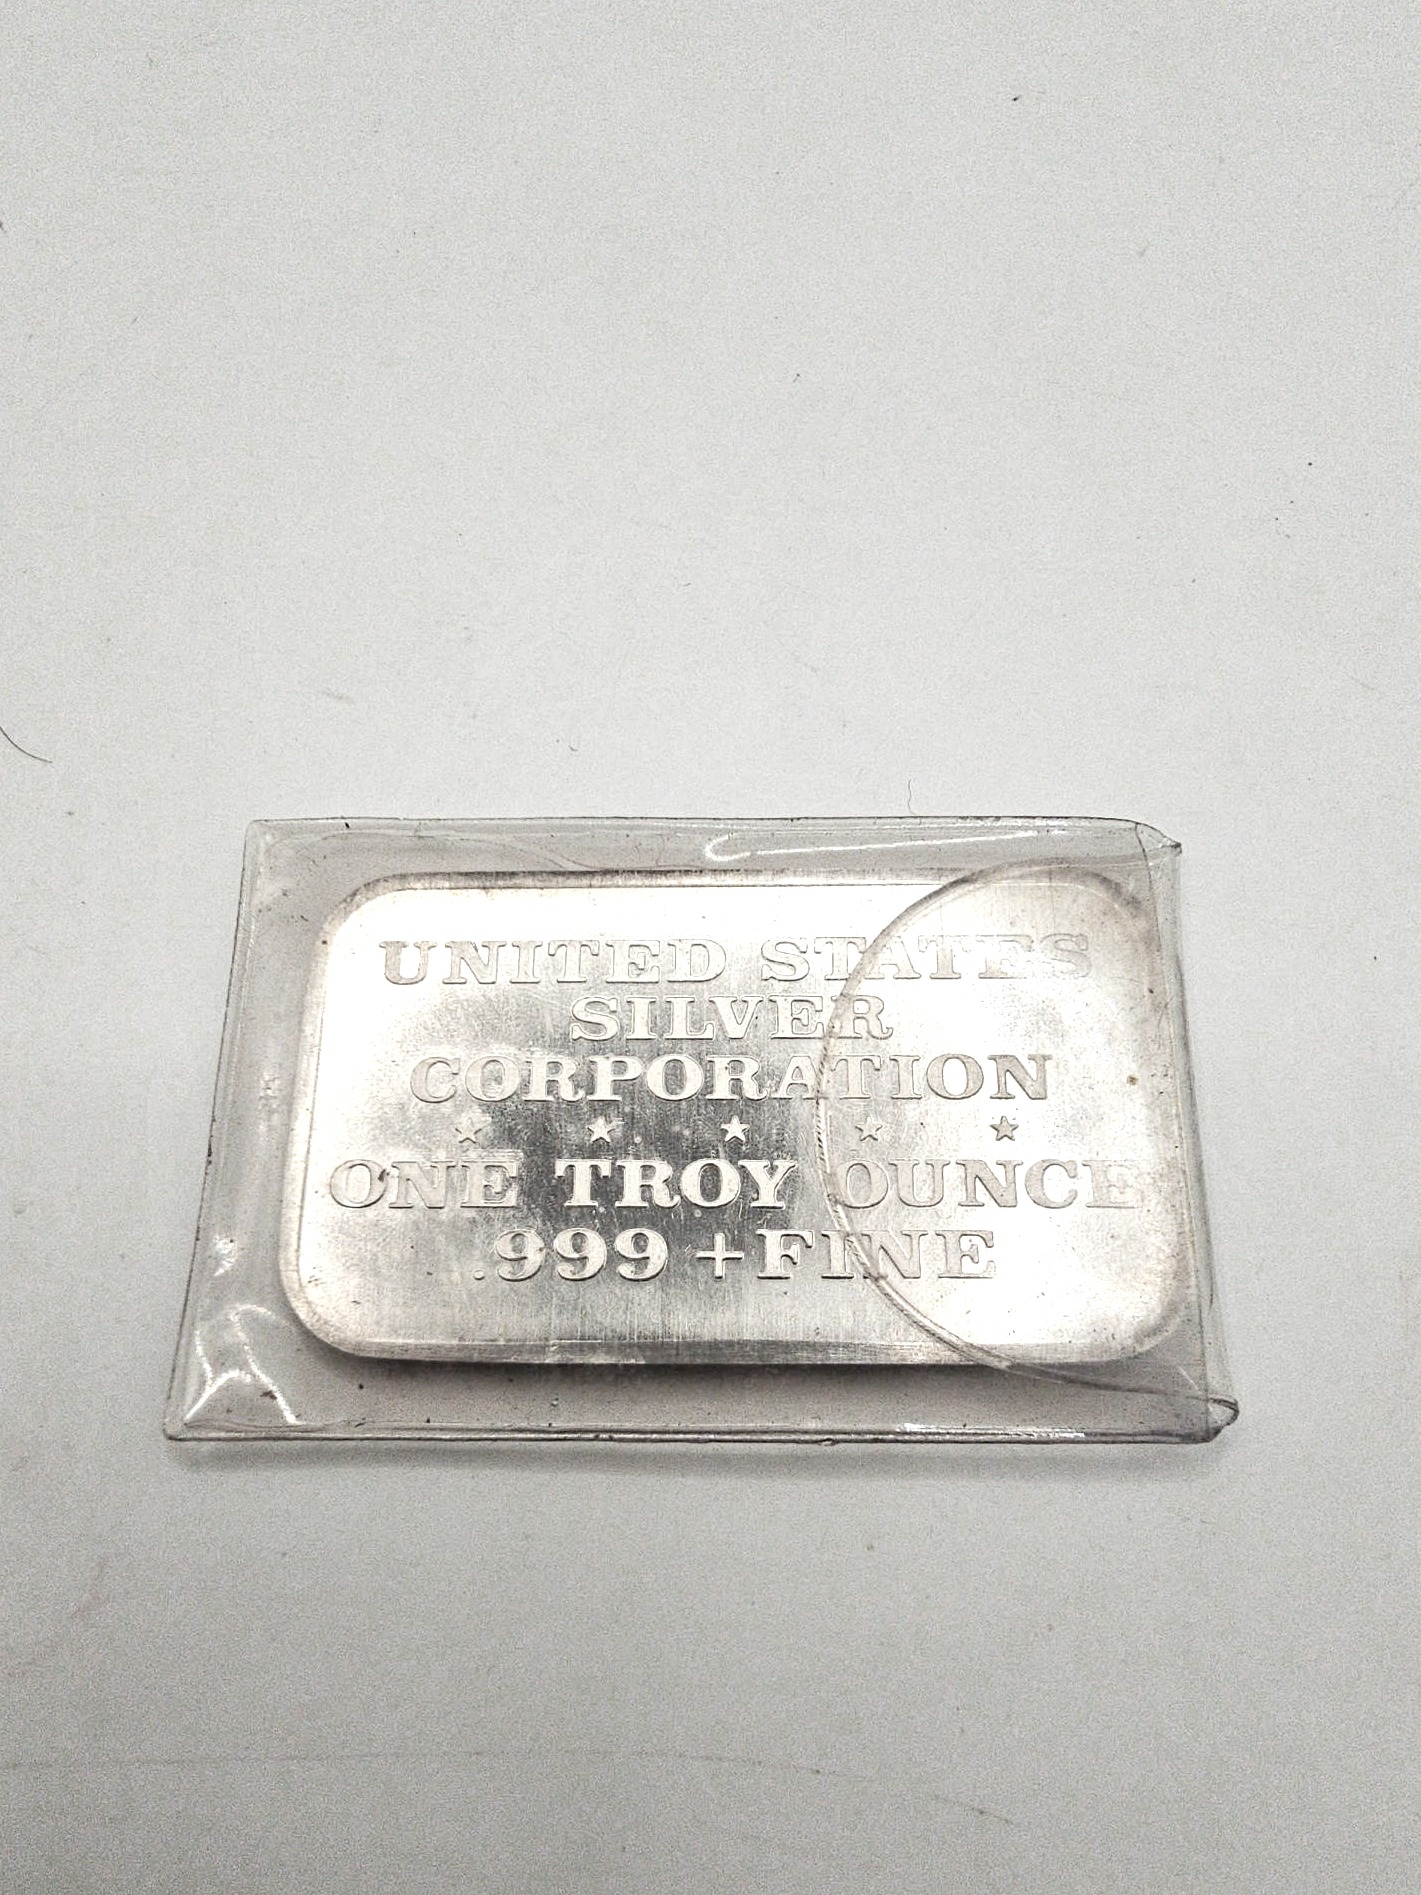 UNITED STATES
SILVER
CORPORATION
★ ★ ★ ★ ★
ONE TROY OUNCE
.999 +FINE